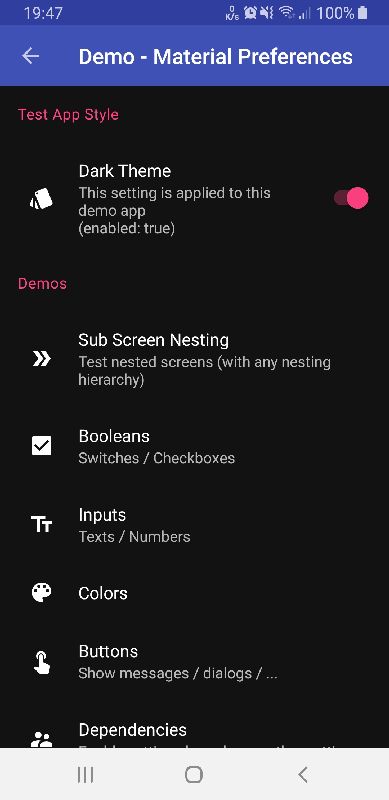 19:47
0
K/s
100%
Demo - Material Preferences
Test App Style
Dark Theme
This setting is applied to this
demo app
(enabled: true)
Demos
Sub Screen Nesting
Test nested screens (with any nesting
hierarchy)
Booleans
Switches / Checkboxes
Inputs
Texts / Numbers
Colors
Buttons
Show messages / dialogs / ...
Dependencies